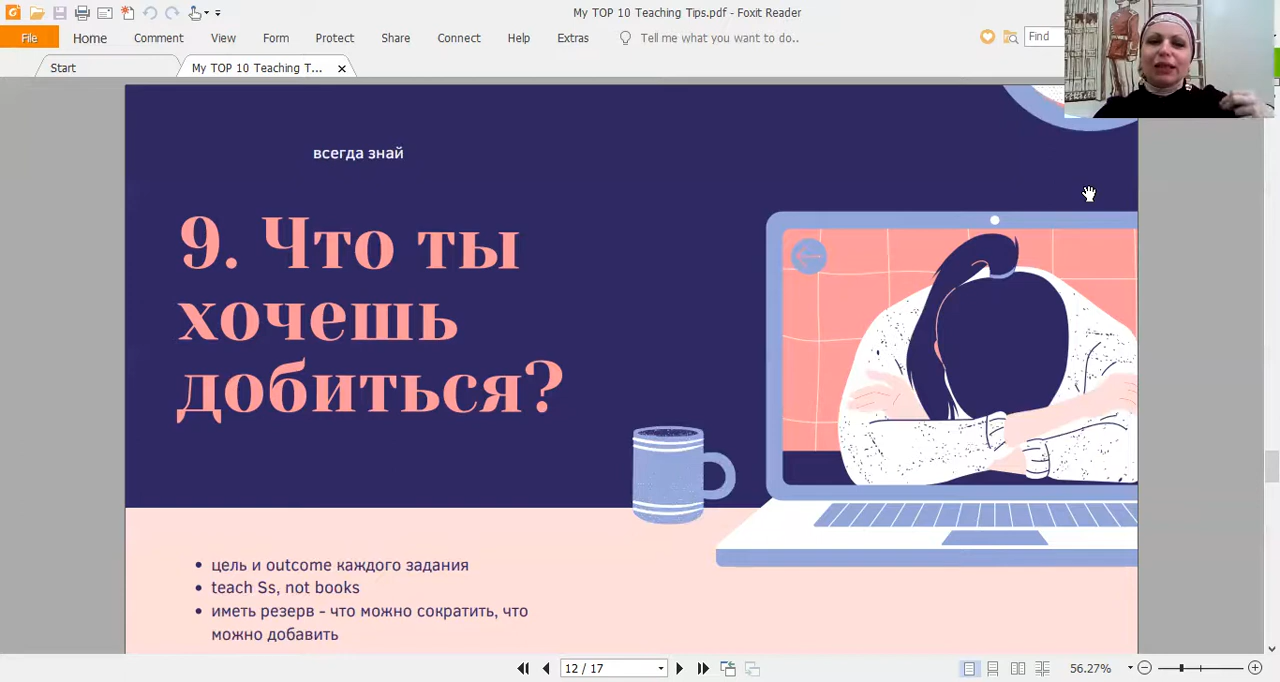 My TOP 10 Teaching Tips.pdf - Foxit Reader
File Home Comment View Form Protect Share Connect Help Extras Tell me what you want to do.. Find
Start My TOP 10 Teaching T...
всегда знай
9. Что ты
хочешь
добиться?
цель и outcome каждого задания
teach Ss, not books
иметь резерв - что можно сократить, что
можно добавить
12 / 17 56.27%